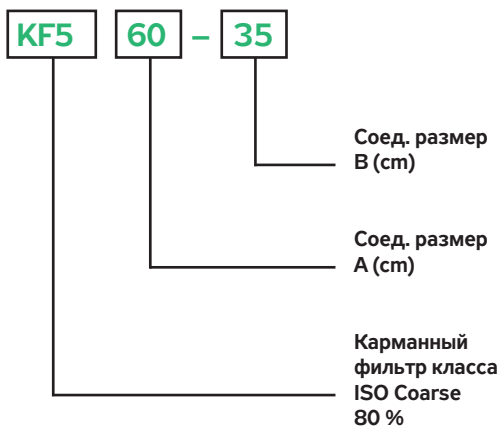 KF5 60 – 35
Соед. размер
B (cm)
Соед. размер
A (cm)
Карманный
фильтр класса
ISO Coarse
80 %